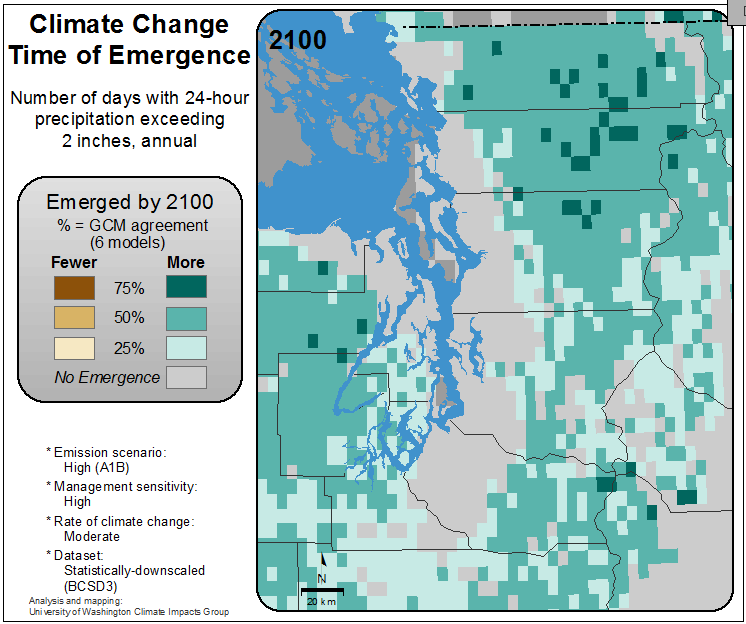 Climate Change
Time of Emergence
Number of days with 24-hour
precipitation exceeding
2 inches, annual
Emerged by 2100
% = GCM agreement
(6 models)
Fewer More
75%
50%
25%
No Emergence
* Emission scenario:
High (A1B)
* Management sensitivity:
High
* Rate of climate change:
Moderate
* Dataset:
Statistically-downscaled
(BCSD3)
Analysis and mapping:
University of Washington Climate Impacts Group
2100
N
20 km